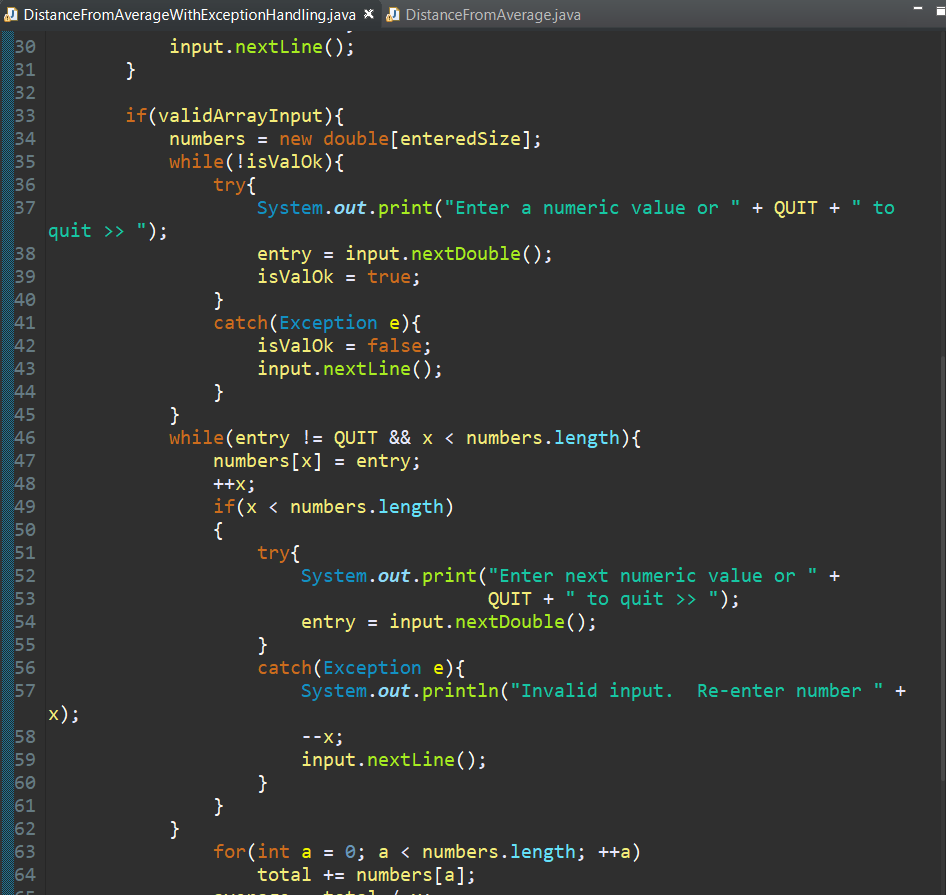 DistanceFromAverageWithExceptionHandling.java DistanceFromAverage.java
30 input.nextLine();
31 }
32
33 if(validArrayInput){
34 numbers = new double[enteredSize];
35 while(!isValOk){
36 try{
37 System.out.print("Enter a numeric value or " + QUIT + " to
quit >> ");
38 entry = input.nextDouble();
39 isValOk = true;
40 }
41 catch(Exception e){
42 isValOk = false;
43 input.nextLine();
44 }
45 }
46 while(entry != QUIT && x < numbers.length){
47 numbers[x] = entry;
48 ++x;
49 if(x < numbers.length)
50 {
51 try{
52 System.out.print("Enter next numeric value or " +
53 QUIT + " to quit >> ");
54 entry = input.nextDouble();
55 }
56 catch(Exception e){
57 System.out.println("Invalid input.  Re-enter number " +
x);
58 --x;
59 input.nextLine();
60 }
61 }
62 }
63 for(int a = 0; a < numbers.length; ++a)
64 total += numbers[a];